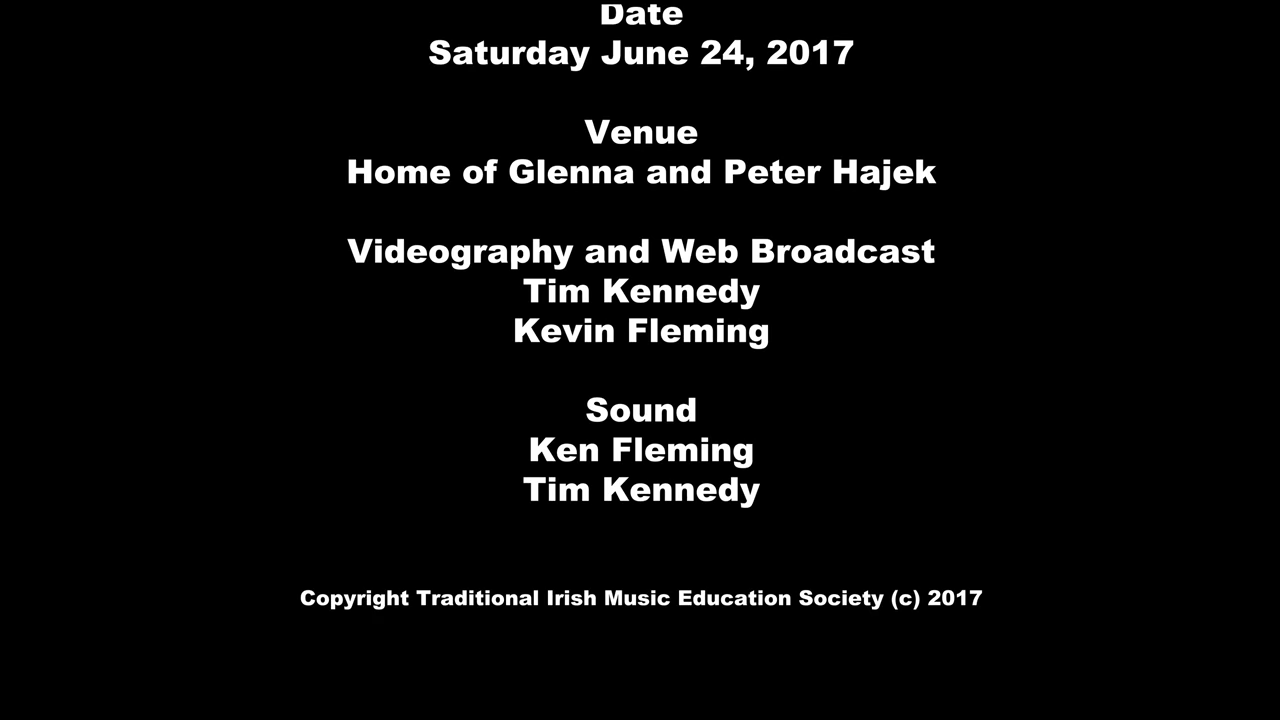 Date
Saturday June 24, 2017
Venue
Home of Glenna and Peter Hajek
Videography and Web Broadcast
Tim Kennedy
Kevin Fleming
Sound
Ken Fleming
Tim Kennedy
Copyright Traditional Irish Music Education Society (c) 2017